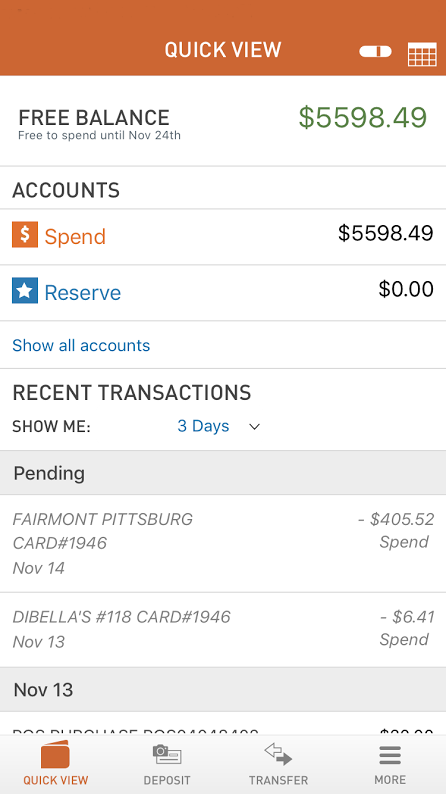 QUICK VIEW
FREE BALANCE
$5598.49
Free to spend until Nov 24th
ACCOUNTS
$ Spend
$5598.49
Reserve
$0.00
Show all accounts
RECENT TRANSACTIONS
SHOW ME: 3 Days
Pending
FAIRMONT PITTSBURG
- $405.52
CARD#1946
Spend
Nov 14
DIBELLA'S #118 CARD#1946
- $6.41
Nov 13
Spend
Nov 13
POS PURCHASE
QUICK VIEW
DEPOSIT
TRANSFER
MORE